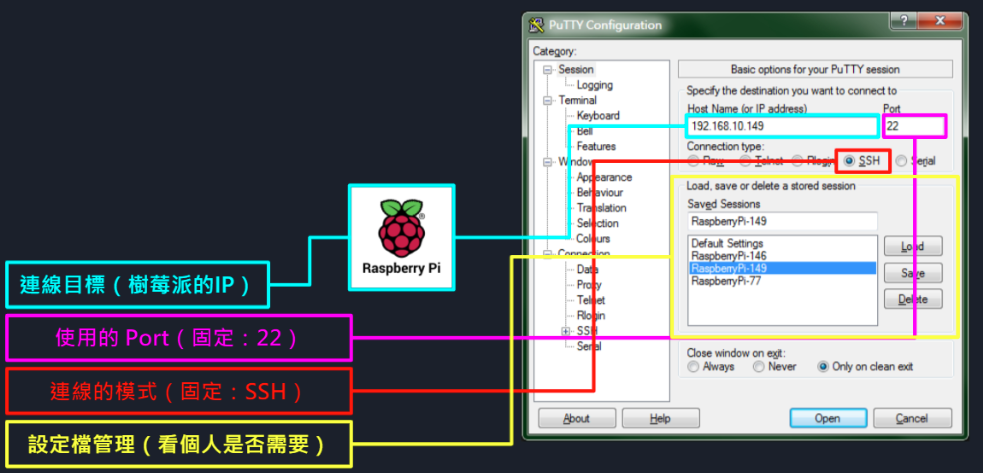 PuTTY Configuration
Category:
Session
Logging
Terminal
Keyboard
Bell
Features
Window
Appearance
Behaviour
Translation
Selection
Colours
Connection
Data
Proxy
Telnet
Rlogin
SSH
Serial
Basic options for your PuTTY session
Specify the destination you want to connect to
Host Name (or IP address)
Port
192.168.10.149
22
Connection type:
Raw
Telnet
Rlogin
SSH
Serial
Load, save or delete a stored session
Saved Sessions
RaspberryPi-149
Default Settings
RaspberryPi-146
RaspberryPi-149
RaspberryPi-77
Load
Save
Delete
Close window on exit:
Always
Never
Only on clean exit
About
Help
Open
Cancel
Raspberry Pi
連線目標（樹莓派的IP）
使用的 Port（固定：22）
連線的模式（固定：SSH）
設定檔管理（看個人是否需要）